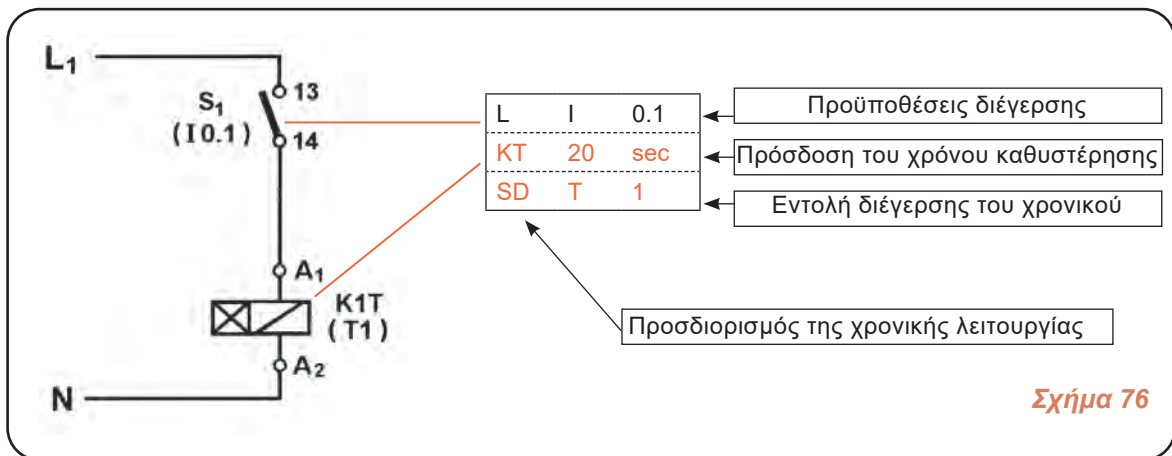 L1
S1
(I 0.1)
13
14
A1
K1T
(T1)
A2
N
L I 0.1
KT 20 sec
SD T 1
Προϋποθέσεις διέγερσης
Πρόσδοση του χρόνου καθυστέρησης
Εντολή διέγερσης του χρονικού
Προσδιορισμός της χρονικής λειτουργίας
Σχήμα 76